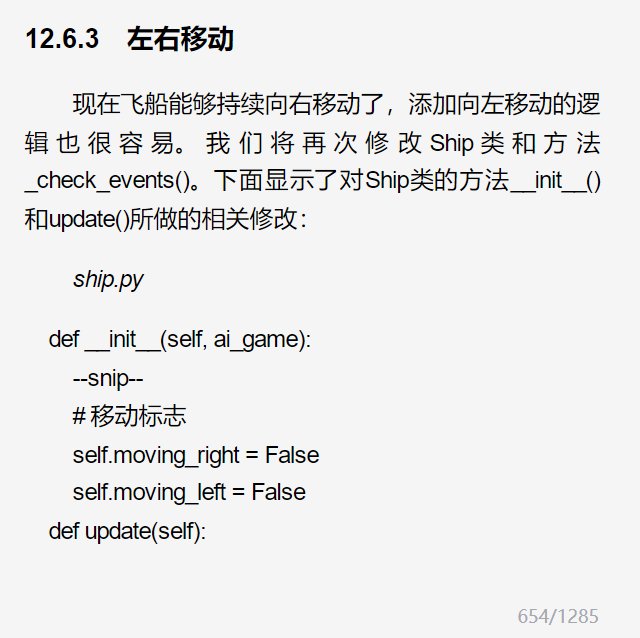 12.6.3 左右移动
现在飞船能够持续向右移动了，添加向左移动的逻
辑也很容易。我们将再次修改Ship类和方法
_check_events()。下面显示了对Ship类的方法__init__()
和update()所做的相关修改：
ship.py
def __init__(self, ai_game):
--snip--
# 移动标志
self.moving_right = False
self.moving_left = False
def update(self):
654/1285